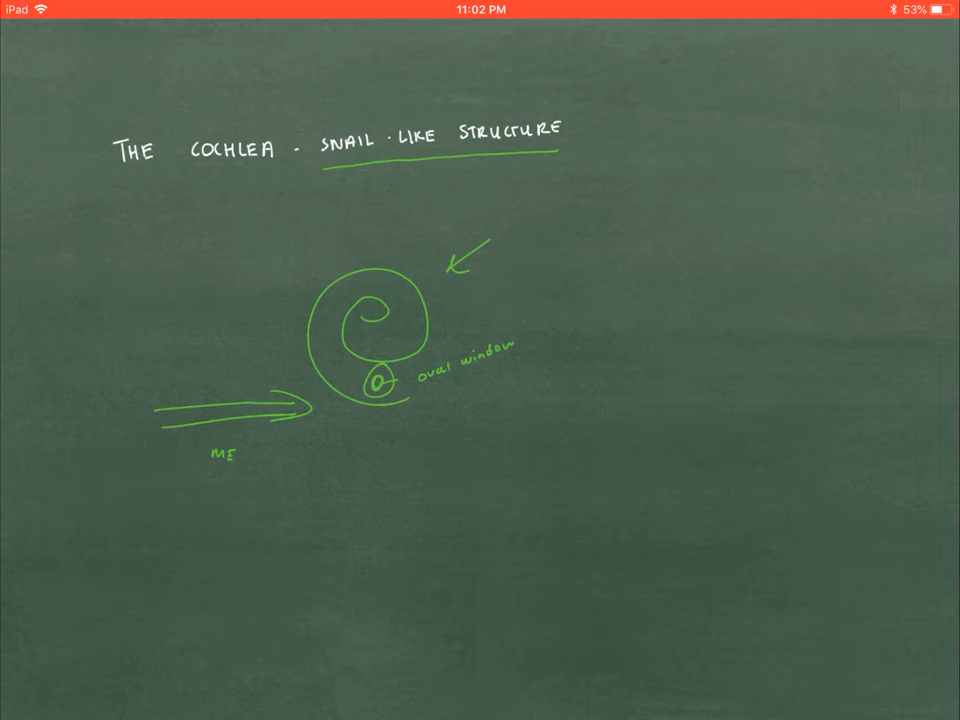 iPad 11:02 PM 53%
THE COCHLEA - SNAIL-LIKE STRUCTURE
oval window
ME